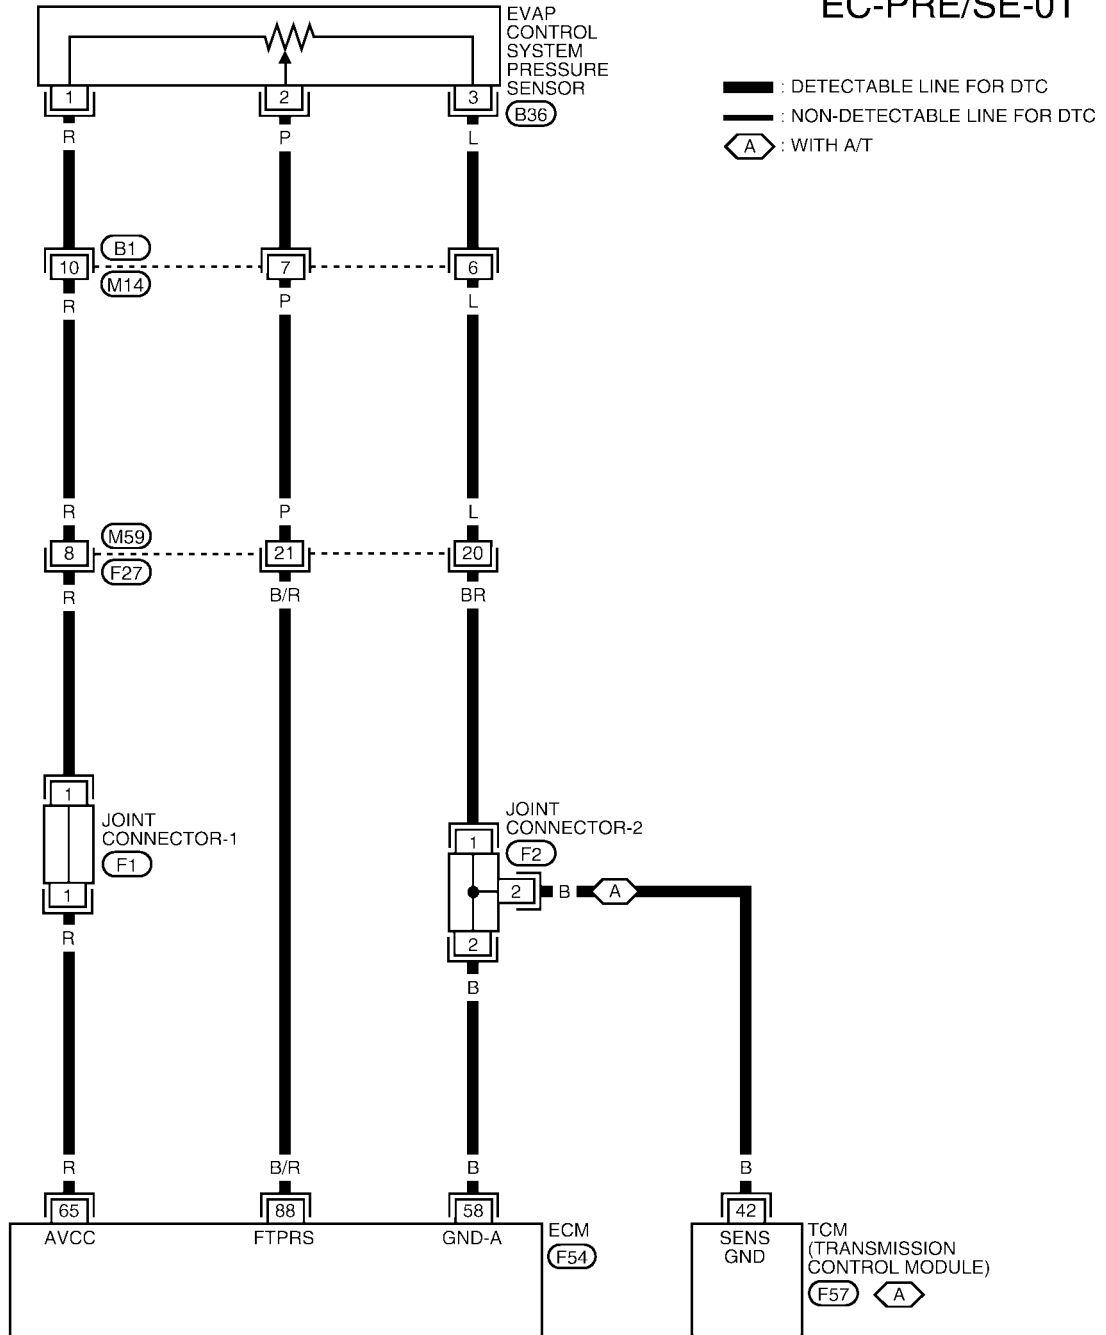 EC-PRE/SE-01
EVAP
CONTROL
SYSTEM
PRESSURE
SENSOR
B36
: DETECTABLE LINE FOR DTC
: NON-DETECTABLE LINE FOR DTC
A : WITH A/T
1 2 3
R P L
B1
10 7 6
M14
R P L
R P L
M59
8 21 20
F27
R B/R BR
1
JOINT
CONNECTOR-1
F1
1
R
JOINT
CONNECTOR-2
F2
1
2 B A
2
B
R B/R B B
65 88 58 42
AVCC FTPRS GND-A
ECM
F54
SENS
GND
TCM
(TRANSMISSION
CONTROL MODULE)
F57 A